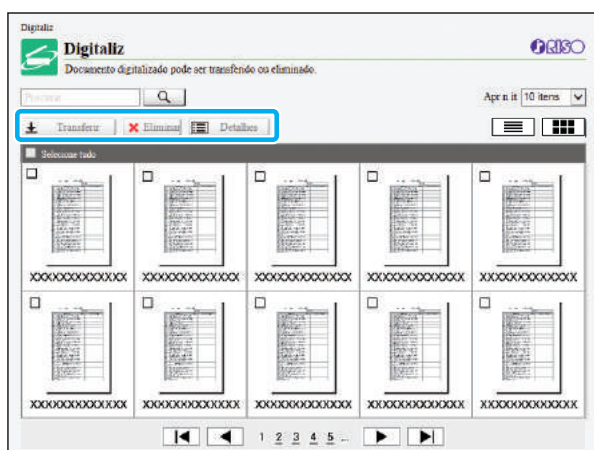 Digitaliz
Digitaliz
RISO
Documento digitalizado pode ser transferido ou eliminado.
Procurar
Apr n it 10 itens
Transferir Eliminar Detalhes
Selecione tudo
XXXXXXXXXXXXX XXXXXXXXXXXXX XXXXXXXXXXXXX XXXXXXXXXXXXX XXXXXXXXXXXXX
XXXXXXXXXXXXX XXXXXXXXXXXXX XXXXXXXXXXXXX XXXXXXXXXXXXX XXXXXXXXXXXXX
1 2 3 4 5 ...